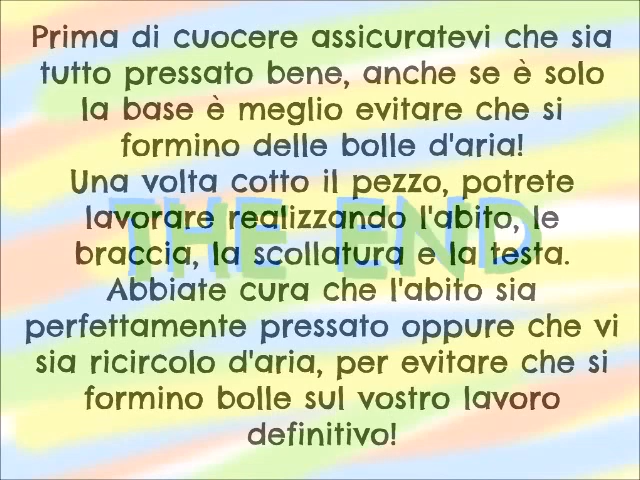 Prima di cuocere assicuratevi che sia
tutto pressato bene, anche se è solo
la base è meglio evitare che si
formino delle bolle d'aria!
Una volta cotto il pezzo, potrete
lavorare realizzando l'abito, le
braccia, la scollatura e la testa.
Abbiate cura che l'abito sia
perfettamente pressato oppure che vi
sia ricircolo d'aria, per evitare che si
formino bolle sul vostro lavoro
definitivo!
THE END